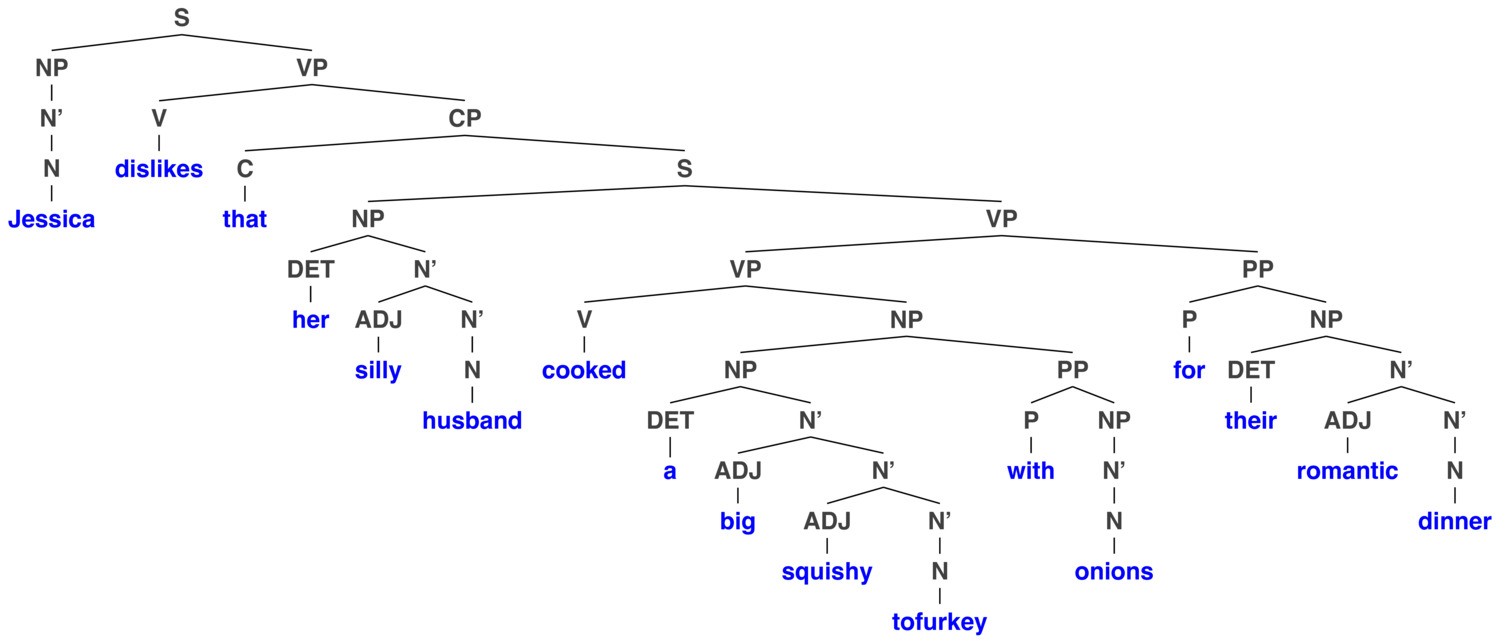 S
NP VP
N’ V CP
N dislikes C S
Jessica that NP VP
DET N’ VP PP
her ADJ N’ V NP P NP
silly N cooked NP PP for DET N’
husband DET N’ P NP their ADJ N’
a ADJ N’ with N’ romantic N
big ADJ N’ N dinner
squishy N onions
tofurkey